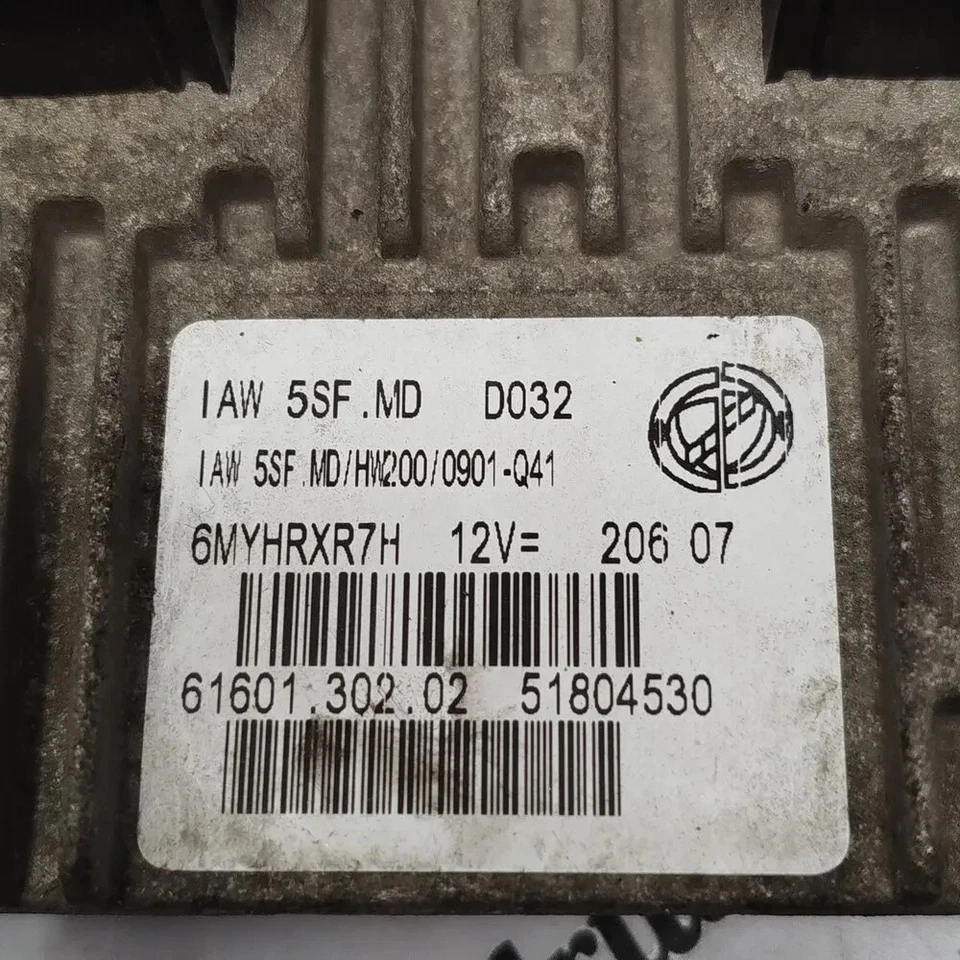 IAW 5SF.MD D032
IAW 5SF.MD/HW200/0901-Q41
6MYHRXR7H 12V= 206 07
61601.302.02 51804530